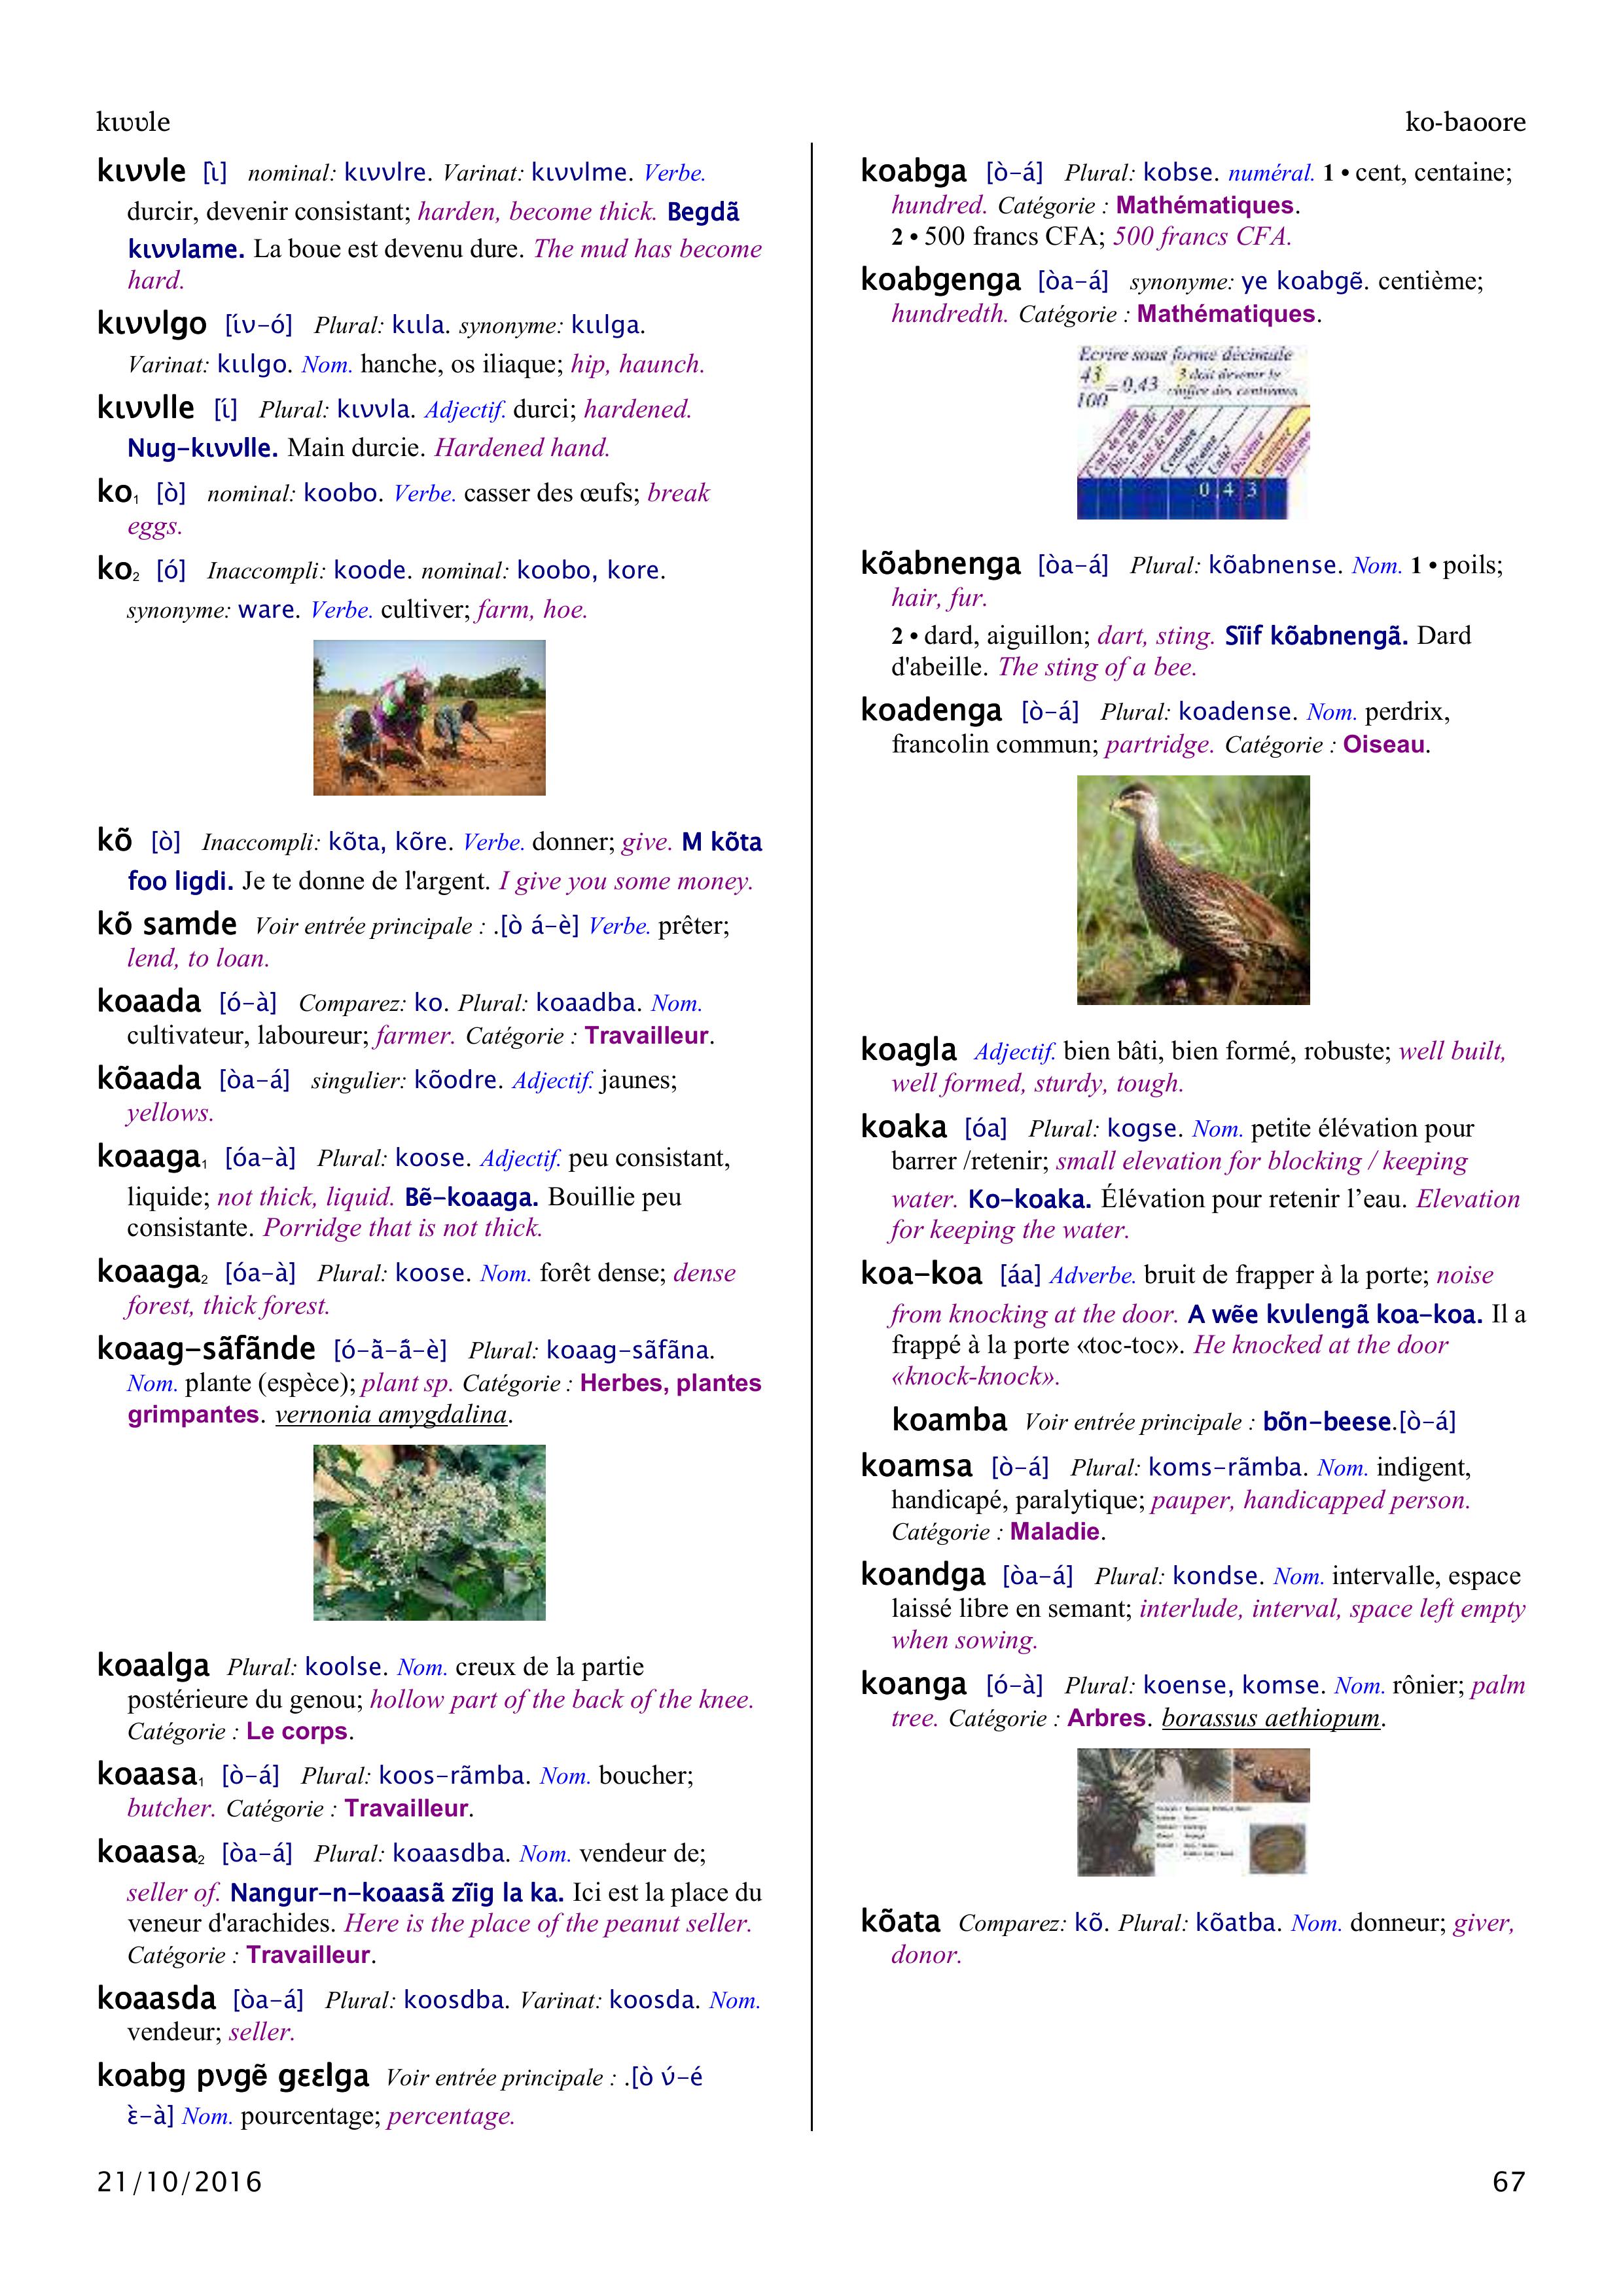 kɩʋʋle
ko-baoore
kɩʋʋle [ɩ̀] nominal: kɩʋʋlre. Varinat: kɩʋʋlme. Verbe.
durcir, devenir consistant; harden, become thick. Begdã
kɩʋʋlame. La boue est devenu dure. The mud has become
hard.
kɩʋʋlgo [ɩ́ʋ-ó] Plural: kɩɩla. synonyme: kɩɩlga.
Varinat: kɩɩlgo. Nom. hanche, os iliaque; hip, haunch.
kɩʋʋlle [ɩ́] Plural: kɩʋʋla. Adjectif. durci; hardened.
Nug-kɩʋʋlle. Main durcie. Hardened hand.
ko₁ [ò] nominal: koobo. Verbe. casser des œufs; break
eggs.
ko₂ [ó] Inaccompli: koode. nominal: koobo, kore.
synonyme: ware. Verbe. cultiver; farm, hoe.
kõ [ò] Inaccompli: kõta, kõre. Verbe. donner; give. M kõta
foo ligdi. Je te donne de l'argent. I give you some money.
kõ samde Voir entrée principale : .[ò á-è] Verbe. prêter;
lend, to loan.
koaada [ó-à] Comparez: ko. Plural: koaadba. Nom.
cultivateur, laboureur; farmer. Catégorie : Travailleur.
kõaada [òa-á] singulier: kõodre. Adjectif. jaunes;
yellows.
koaaga₁ [óa-à] Plural: koose. Adjectif. peu consistant,
liquide; not thick, liquid. Bẽ-koaaga. Bouillie peu
consistante. Porridge that is not thick.
koaaga₂ [óa-à] Plural: koose. Nom. forêt dense; dense
forest, thick forest.
koaag-sãfãnde [ó-ã̀-ã́-è] Plural: koaag-sãfãna.
Nom. plante (espèce); plant sp. Catégorie : Herbes, plantes
grimpantes. vernonia amygdalina.
koaalga Plural: koolse. Nom. creux de la partie
postérieure du genou; hollow part of the back of the knee.
Catégorie : Le corps.
koaasa₁ [ò-á] Plural: koos-rãmba. Nom. boucher;
butcher. Catégorie : Travailleur.
koaasa₂ [òa-á] Plural: koaasdba. Nom. vendeur de;
seller of. Nangur-n-koaasã zĩig la ka. Ici est la place du
veneur d'arachides. Here is the place of the peanut seller.
Catégorie : Travailleur.
koaasda [òa-á] Plural: koosdba. Varinat: koosda. Nom.
vendeur; seller.
koabg pʋgẽ gɛɛlga Voir entrée principale : .[ò ʋ́-é
ɛ̀-à] Nom. pourcentage; percentage.
koabga [ò-á] Plural: kobse. numéral. 1 • cent, centaine;
hundred. Catégorie : Mathématiques.
2 • 500 francs CFA; 500 francs CFA.
koabgenga [òa-á] synonyme: ye koabgẽ. centième;
hundredth. Catégorie : Mathématiques.
Ecrire sous forme décimale
43
100
=0,43
3 doit devenir le
chiffre des centièmes
Cent. de mille
Diz. de mille
Unité de mille
Centaine
Dizaine
Unité
Dixième
Centième
Millième
0,43
kõabnenga [òa-á] Plural: kõabnense. Nom. 1 • poils;
hair, fur.
2 • dard, aiguillon; dart, sting. Sĩif kõabnengã. Dard
d'abeille. The sting of a bee.
koadenga [ò-á] Plural: koadense. Nom. perdrix,
francolin commun; partridge. Catégorie : Oiseau.
koagla Adjectif. bien bâti, bien formé, robuste; well built,
well formed, sturdy, tough.
koaka [óa] Plural: kogse. Nom. petite élévation pour
barrer /retenir; small elevation for blocking / keeping
water. Ko-koaka. Élévation pour retenir l’eau. Elevation
for keeping the water.
koa-koa [áa] Adverbe. bruit de frapper à la porte; noise
from knocking at the door. A wẽe kʋɩlengã koa-koa. Il a
frappé à la porte «toc-toc». He knocked at the door
«knock-knock».
koamba Voir entrée principale : bõn-beese.[ò-á]
koamsa [ò-á] Plural: koms-rãmba. Nom. indigent,
handicapé, paralytique; pauper, handicapped person.
Catégorie : Maladie.
koandga [òa-á] Plural: kondse. Nom. intervalle, espace
laissé libre en semant; interlude, interval, space left empty
when sowing.
koanga [ó-à] Plural: koense, komse. Nom. rônier; palm
tree. Catégorie : Arbres. borassus aethiopum.
kõata Comparez: kõ. Plural: kõatba. Nom. donneur; giver,
donor.
21/10/2016
67